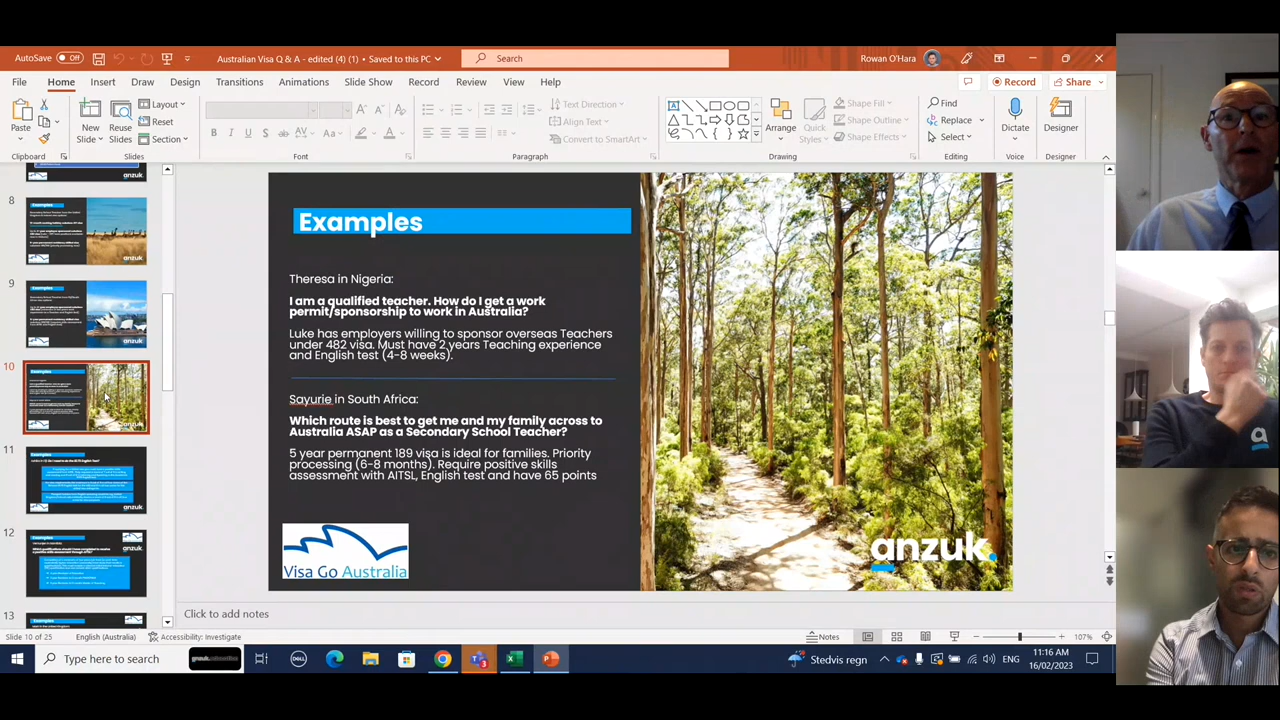 AutoSave Off
Australian Visa Q & A - edited (4) (1) • Saved to this PC
Search
Rowan O'Hara
File Home Insert Draw Design Transitions Animations Slide Show Record Review View Help
Record Share
Paste
New Slide
Reuse Slides
Layout
Reset
Section
Text Direction
Align Text
Convert to SmartArt
Arrange
Quick Styles
Shape Fill
Shape Outline
Shape Effects
Find
Replace
Select
Dictate
Designer
Clipboard Slides Font Paragraph Drawing Editing Voice Designer
8
Examples
anzuk
9
anzuk
10
11
Examples
anzuk
12
Examples
anzuk
13
Examples
Examples
Theresa in Nigeria:
I am a qualified teacher. How do I get a work
permit/sponsorship to work in Australia?
Luke has employers willing to sponsor overseas Teachers
under 482 visa. Must have 2 years Teaching experience
and English test (4-8 weeks).
Sayurie in South Africa:
Which route is best to get me and my family across to
Australia ASAP as a Secondary School Teacher?
5 year permanent 189 visa is ideal for families. Priority
processing (6-8 months). Require positive skills
assessment with AITSL, English test and have 65 points
Visa Go Australia
anzuk.
Click to add notes
Slide 10 of 25 English (Australia) Accessibility: Investigate
Notes
107%
Type here to search
Stedvis regn
ENG
11:16 AM
16/02/2023